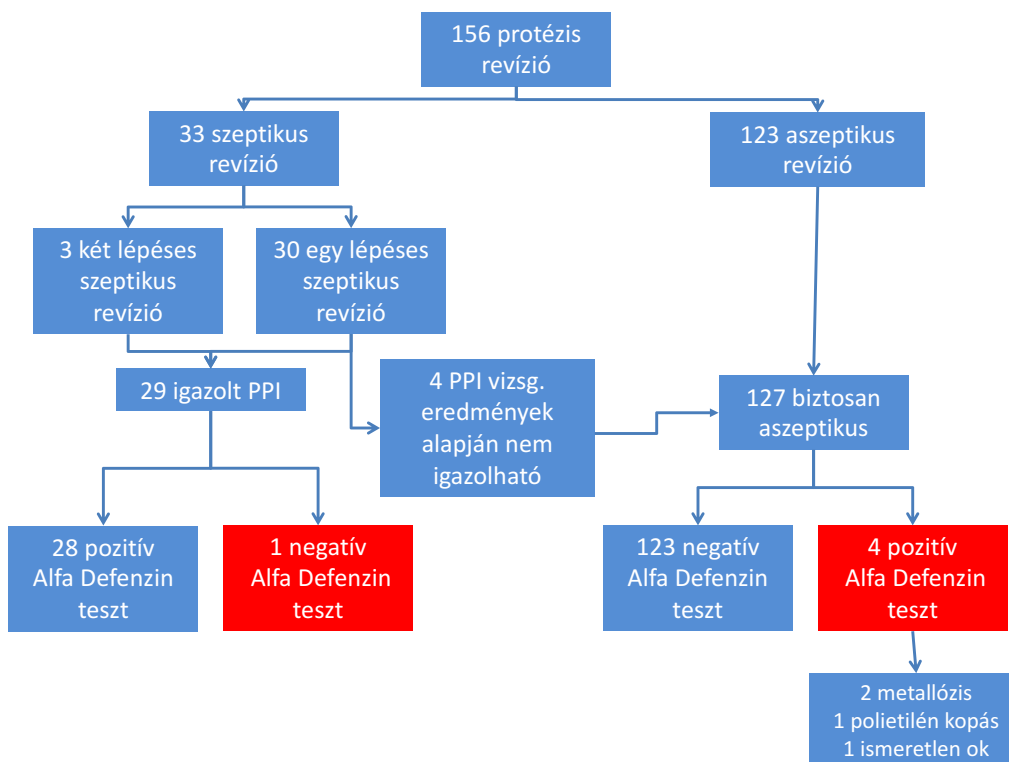 156 protézis
revízió
33 szeptikus
revízió
123 aszeptikus
revízió
3 két lépéses
szeptikus
revízió
30 egy lépéses
szeptikus
revízió
29 igazolt PPI
4 PPI vizsg.
eredmények
alapján nem
igazolható
127 biztosan
aszeptikus
28 pozitív
Alfa Defenzin
teszt
1 negatív
Alfa Defenzin
teszt
123 negatív
Alfa Defenzin
teszt
4 pozitív
Alfa Defenzin
teszt
2 metallózis
1 polietilén kopás
1 ismeretlen ok